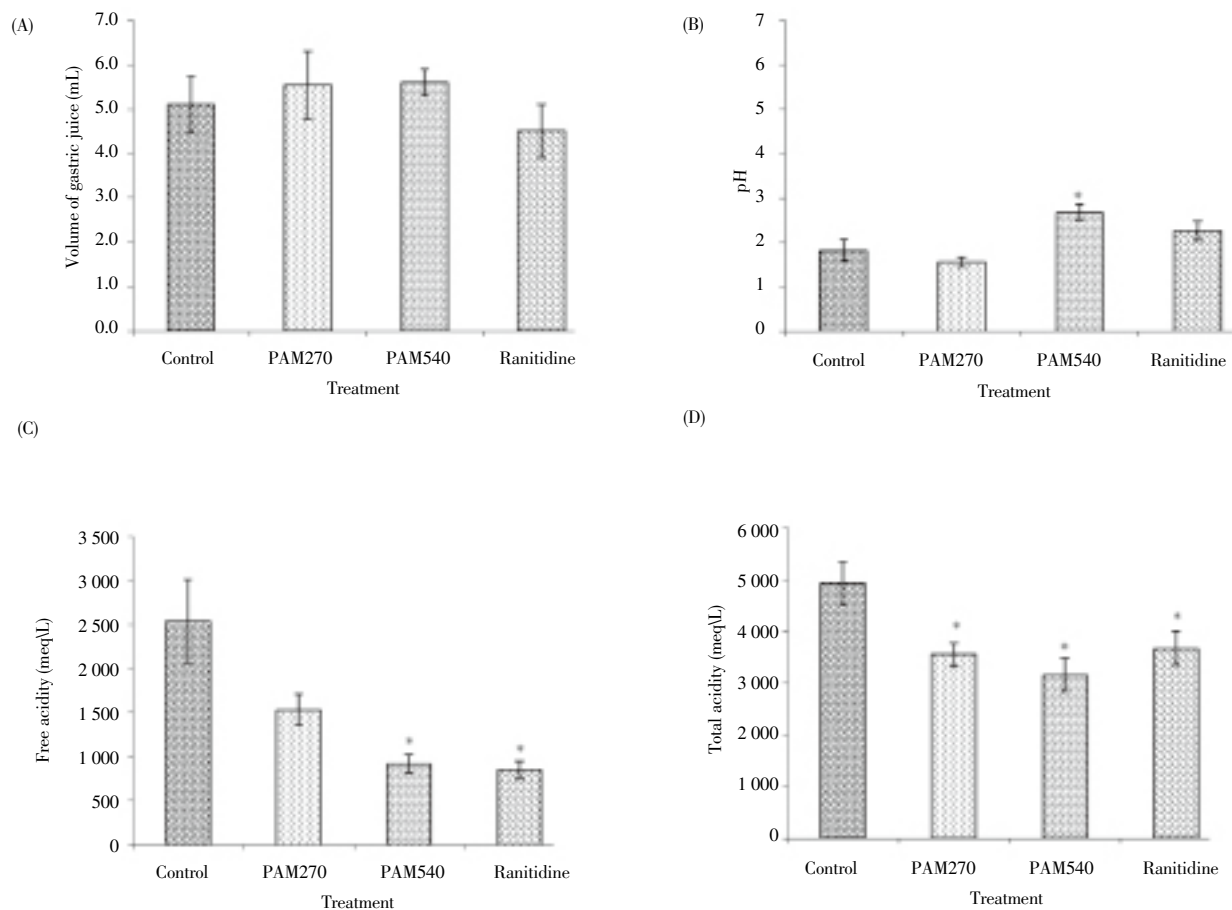 (A)
7.0
6.0
5.0
4.0
3.0
2.0
1.0
0.0
Volume of gastric juice (mL)
Control PAM270 PAM540 Ranitidine
Treatment
(B)
7
6
5
4
3
2
1
0
pH
*
Control PAM270 PAM540 Ranitidine
Treatment
(C)
3 500
3 000
2 500
2 000
1 500
1 000
500
0
Free acidity (meq\L)
* *
Control PAM270 PAM540 Ranitidine
Treatment
(D)
6 000
5 000
4 000
3 000
2 000
1 000
0
Total acidity (meq\L)
* * *
Control PAM270 PAM540 Ranitidine
Treatment